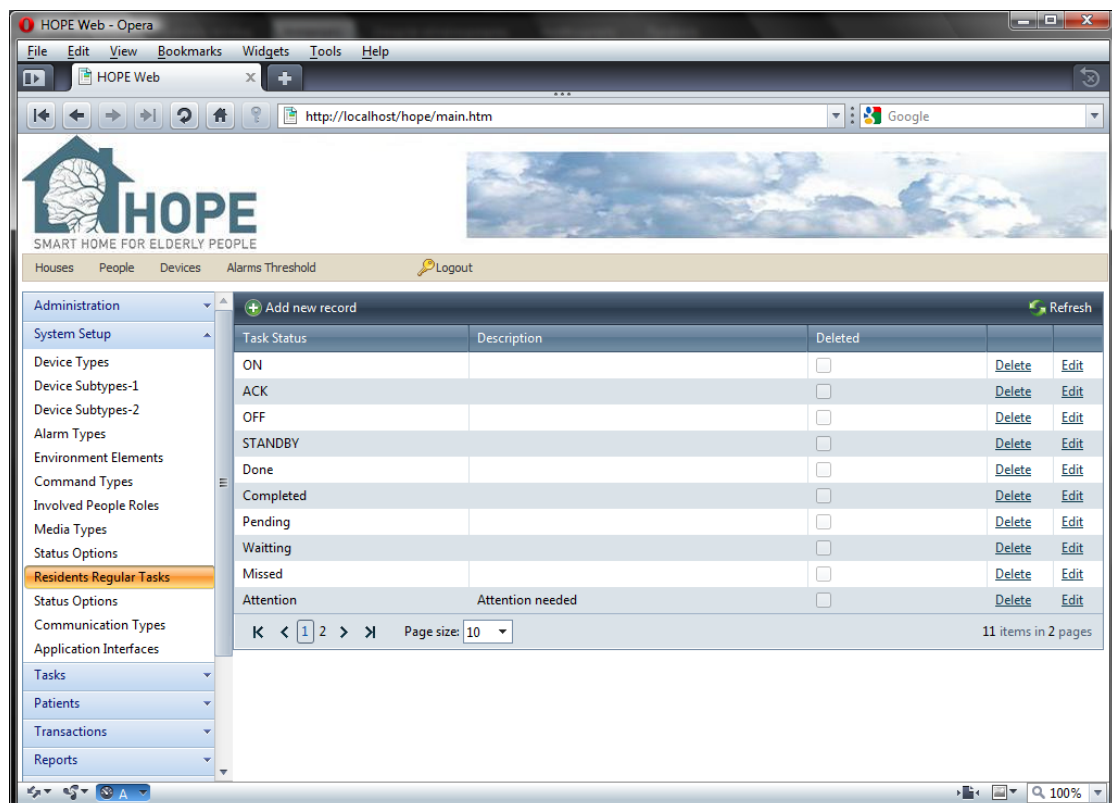 HOPE Web - Opera
File Edit View Bookmarks Widgets Tools Help
HOPE Web
http://localhost/hope/main.htm Google
HOPE
SMART HOME FOR ELDERLY PEOPLE
Houses People Devices Alarms Threshold Logout
Administration
System Setup
Device Types
Device Subtypes-1
Device Subtypes-2
Alarm Types
Environment Elements
Command Types
Involved People Roles
Media Types
Status Options
Residents Regular Tasks
Status Options
Communication Types
Application Interfaces
Tasks
Patients
Transactions
Reports
Add new record Refresh
Task Status Description Deleted
ON Delete Edit
ACK Delete Edit
OFF Delete Edit
STANDBY Delete Edit
Done Delete Edit
Completed Delete Edit
Pending Delete Edit
Waitting Delete Edit
Missed Delete Edit
Attention Attention needed Delete Edit
1 2 Page size: 10 11 items in 2 pages
A 100%